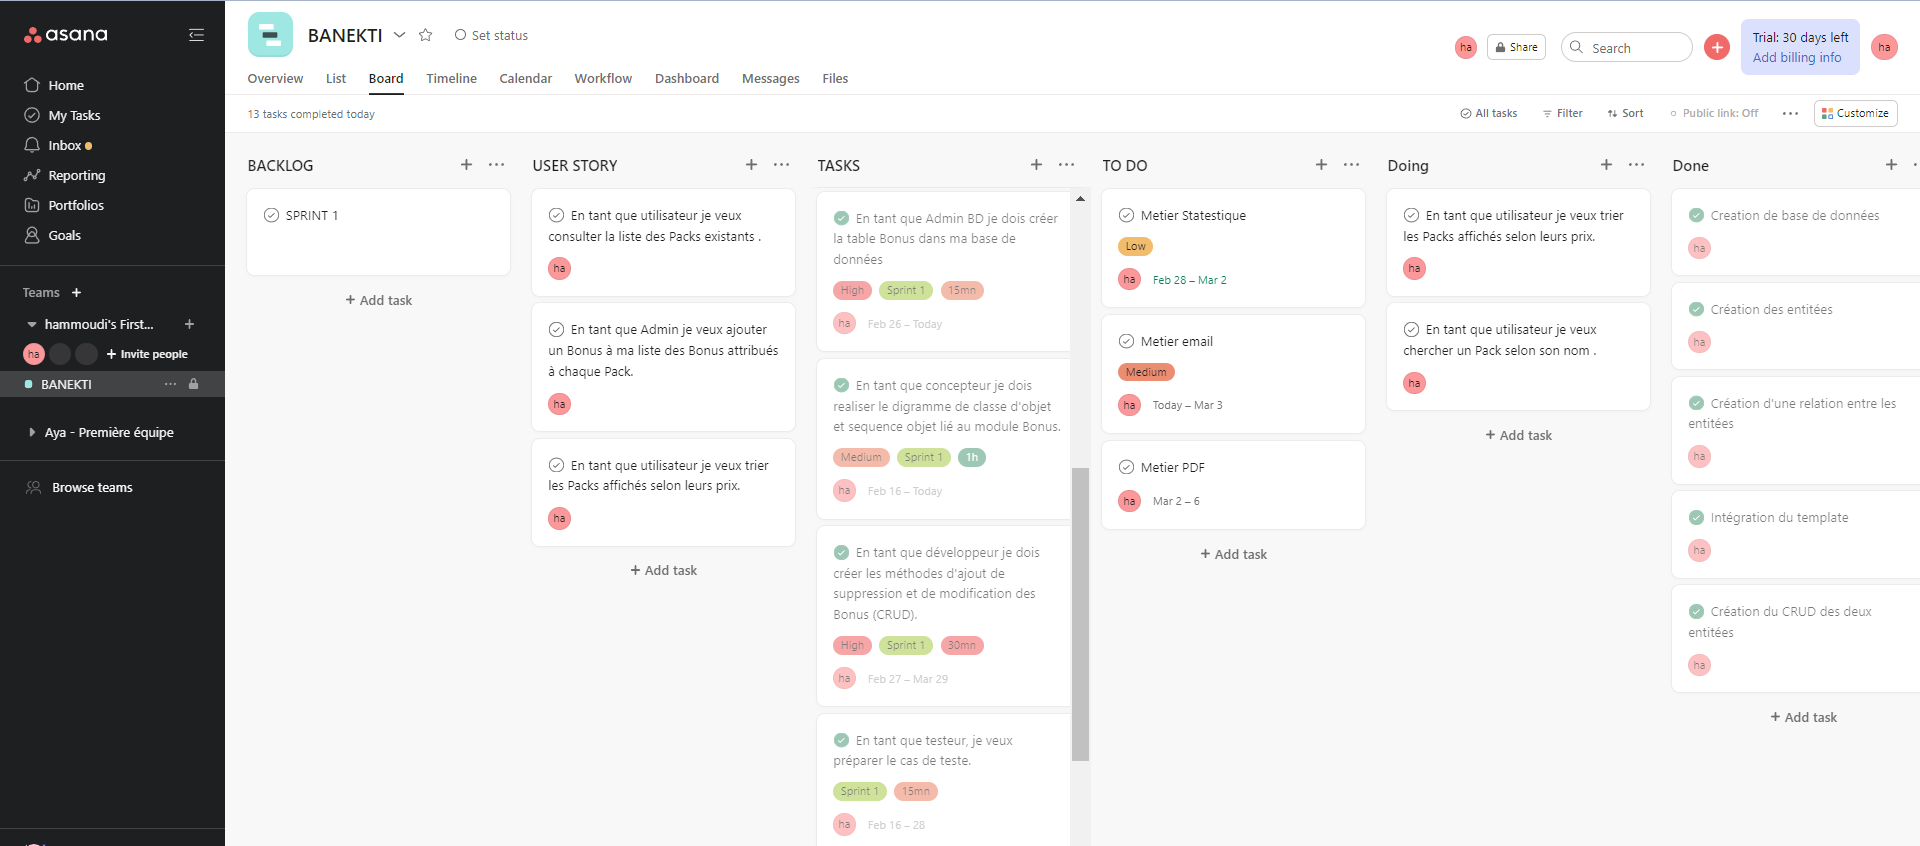 asana
Home
My Tasks
Inbox
Reporting
Portfolios
Goals
Teams +
hammoudi's First... +
ha
+ Invite people
BANEKTI ...
Aya - Première équipe
Browse teams
BANEKTI
Set status
Overview List Board Timeline Calendar Workflow Dashboard Messages Files
ha
Share
Search
+
Trial: 30 days left
Add billing info
ha
13 tasks completed today
All tasks Filter Sort Public link: Off ... Customize
BACKLOG + ...
SPRINT 1
+ Add task
USER STORY + ...
En tant que utilisateur je veux
consulter la liste des Packs existants .
ha
En tant que Admin je veux ajouter
un Bonus à ma liste des Bonus attribués
à chaque Pack.
ha
En tant que utilisateur je veux trier
les Packs affichés selon leurs prix.
ha
+ Add task
TASKS + ...
En tant que Admin BD je dois créer
la table Bonus dans ma base de
données
High Sprint 1 15mn
ha Feb 26 – Today
En tant que concepteur je dois
realiser le digramme de classe d'objet
et sequence objet lié au module Bonus.
Medium Sprint 1 1h
ha Feb 16 – Today
En tant que développeur je dois
créer les méthodes d'ajout de
suppression et de modification des
Bonus (CRUD).
High Sprint 1 30mn
ha Feb 27 – Mar 29
En tant que testeur, je veux
préparer le cas de teste.
Sprint 1 15mn
ha Feb 16 – 28
TO DO + ...
Metier Statestique
Low
ha Feb 28 – Mar 2
Metier email
Medium
ha Today – Mar 3
Metier PDF
ha Mar 2 – 6
+ Add task
Doing + ...
En tant que utilisateur je veux trier
les Packs affichés selon leurs prix.
ha
En tant que utilisateur je veux
chercher un Pack selon son nom .
ha
+ Add task
Done +
Creation de base de données
ha
Création des entitées
ha
Création d'une relation entre les
entitées
ha
Intégration du template
ha
Création du CRUD des deux
entitées
ha
+ Add task